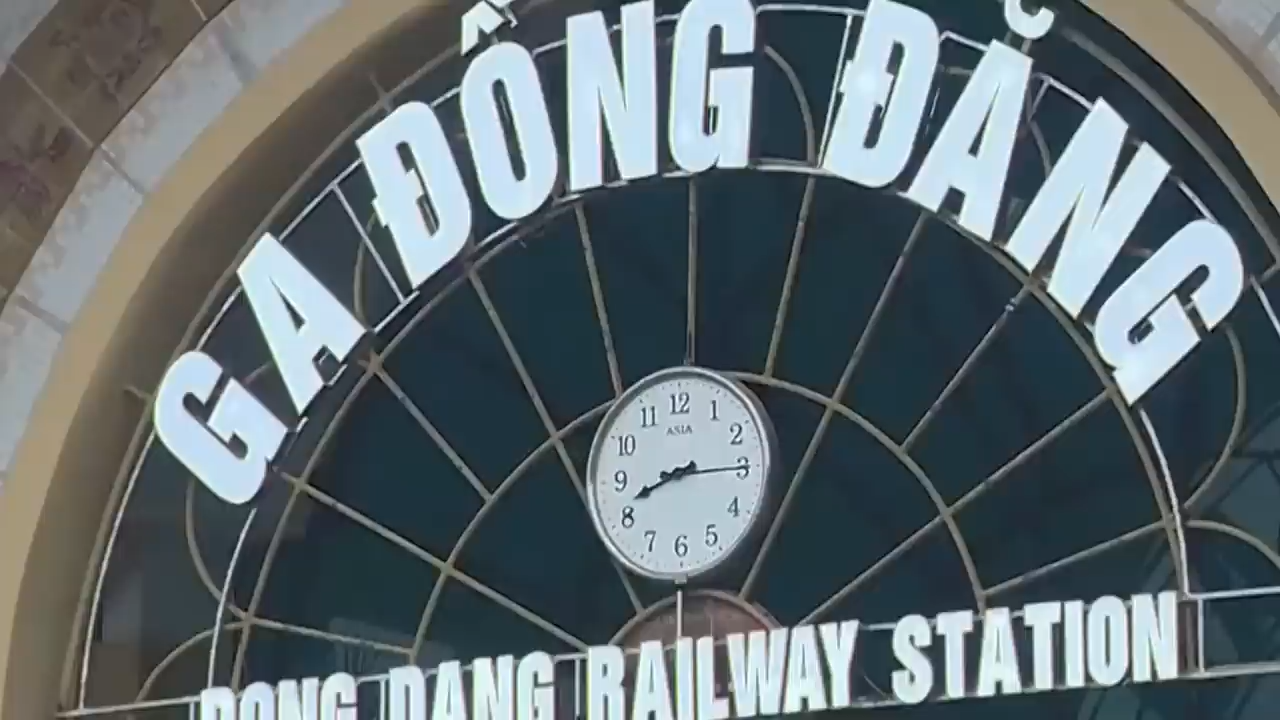 GA ĐỒNG ĐĂNG
12
11 1
ASIA
10 2
9 3
8 4
7 5
6
DONG DANG RAILWAY STATION